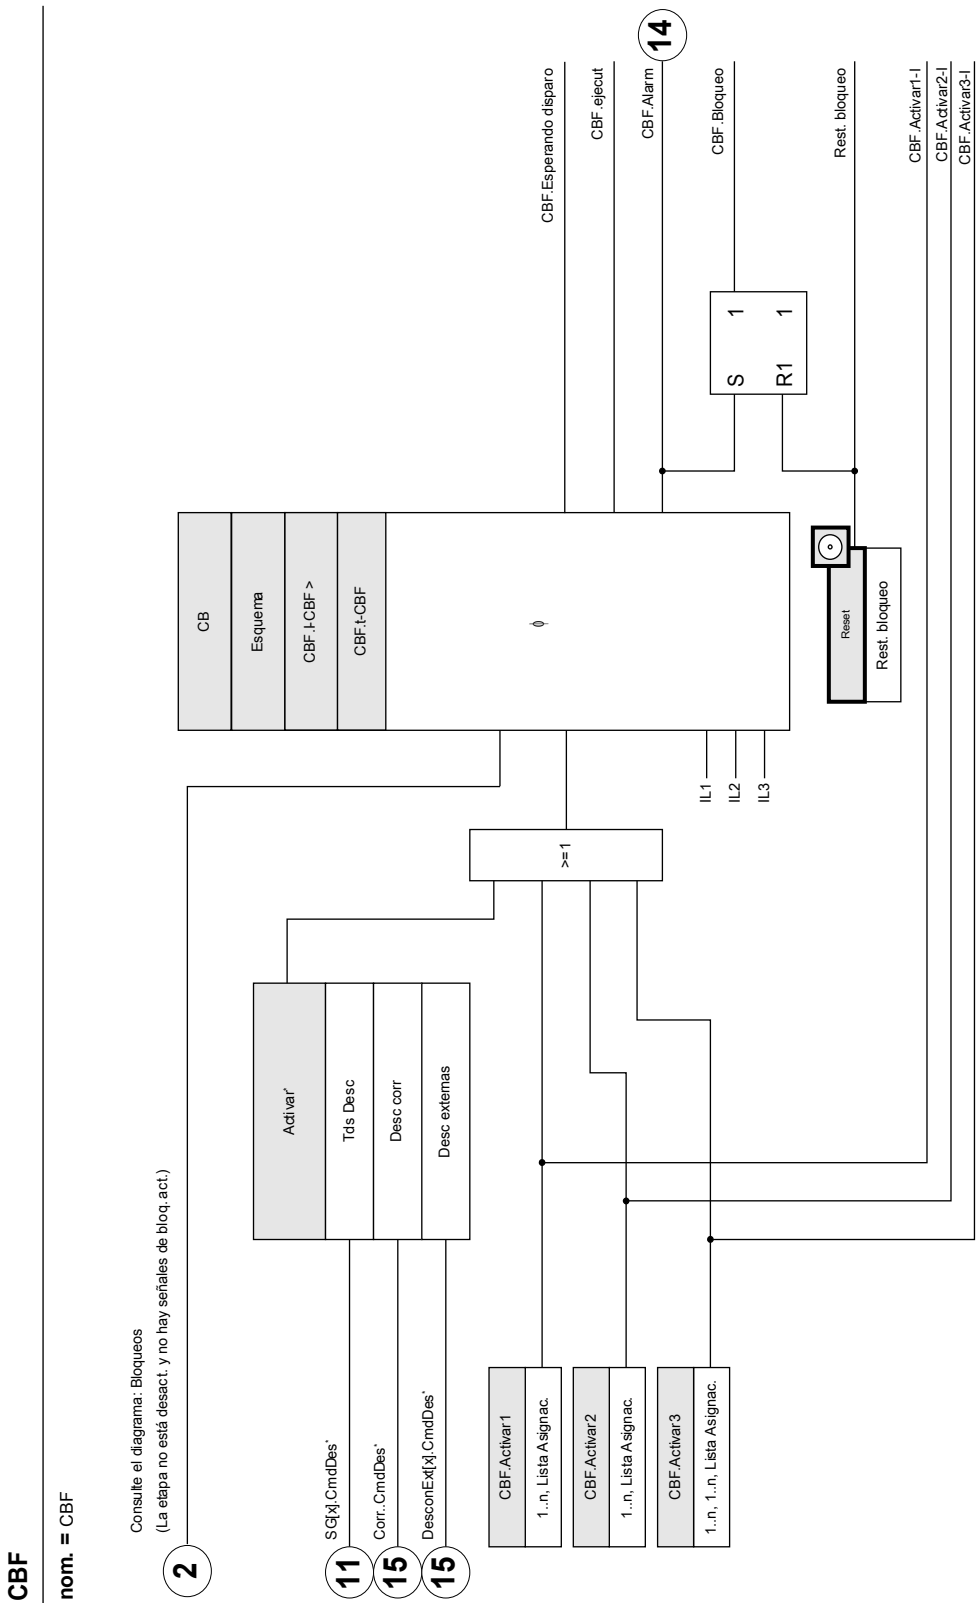 CBF
nom. = CBF
2
Consulte el diagrama: Bloqueos
(La etapa no está desact. y no hay señales de bloq. act.)
11
SG[x].CmdDes*
15
Corr..CmdDes*
15
DesconExt[x].CmdDes*
Activar*
Tds Desc
Desc corr
Desc externas
CBF.Activar1
1..n, Lista Asignac.
CBF.Activar2
1..n, Lista Asignac.
CBF.Activar3
1..n, 1..n, Lista Asignac.
>=1
IL1
IL2
IL3
CB
Esquema
CBF.I-CBF >
CBF.t-CBF
ϕ
Reset
Rest. bloqueo
S 1
R1 1
CBF.Esperando disparo
CBF.ejecut
CBF.Alarm
14
CBF.Bloqueo
Rest. bloqueo
CBF.Activar1-I
CBF.Activar2-I
CBF.Activar3-I